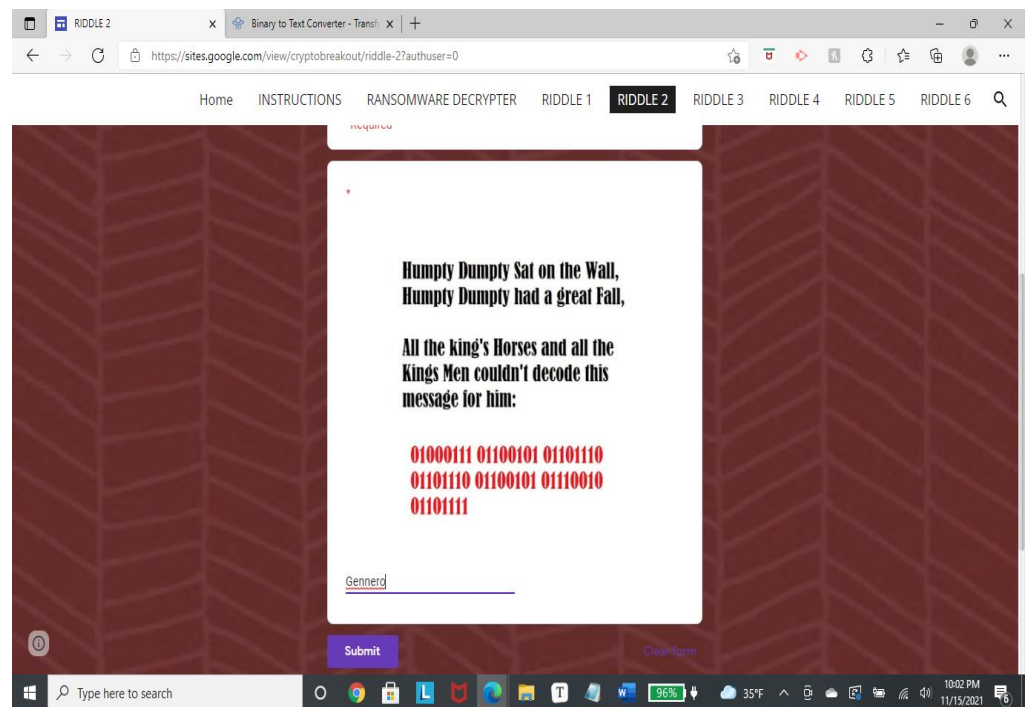 RIDDLE 2
Binary to Text Converter - Transf
https://sites.google.com/view/cryptobreakout/riddle-2?authuser=0
Home INSTRUCTIONS RANSOMWARE DECRYPTER RIDDLE 1 RIDDLE 2 RIDDLE 3 RIDDLE 4 RIDDLE 5 RIDDLE 6
Required
*
Humpty Dumpty Sat on the Wall,
Humpty Dumpty had a great Fall,
All the king's Horses and all the
Kings Men couldn't decode this
message for him:
01000111 01100101 01101110
01101110 01100101 01110010
01101111
Gennero
Submit Clear form
Type here to search L T 96% 35°F 10:02 PM
11/15/2021 6